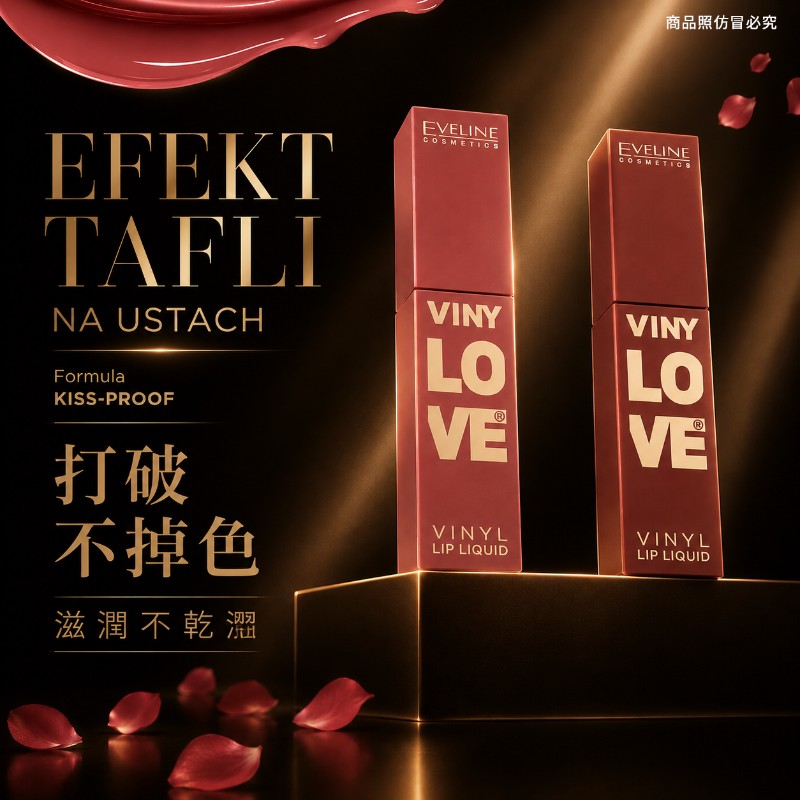 商品照仿冒必究
EFEKT
TAFLI
NA USTACH
Formula
KISS-PROOF
打破
不掉色
滋潤不乾澀
EVELINE
COSMETICS
VINY
LO
VE®
VINYL
LIP LIQUID
EVELINE
COSMETICS
VINY
LO
VE®
VINYL
LIP LIQUID